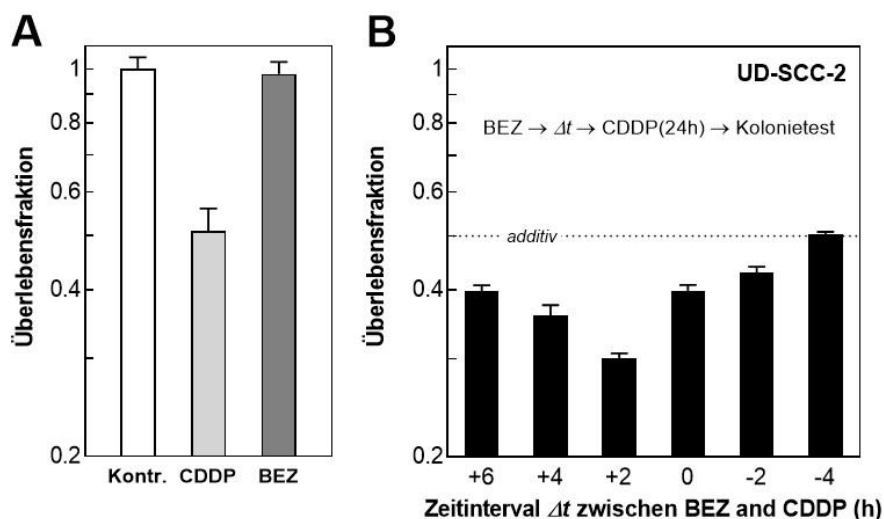 A
Überlebensfraktion
1
0.8
0.6
0.4
0.2
Kontr. CDDP BEZ
B
Überlebensfraktion
1
0.8
0.6
0.4
0.2
UD-SCC-2
BEZ → Δt → CDDP(24h) → Kolonietest
additiv
+6 +4 +2 0 -2 -4
Zeitinterval Δt zwischen BEZ and CDDP (h)